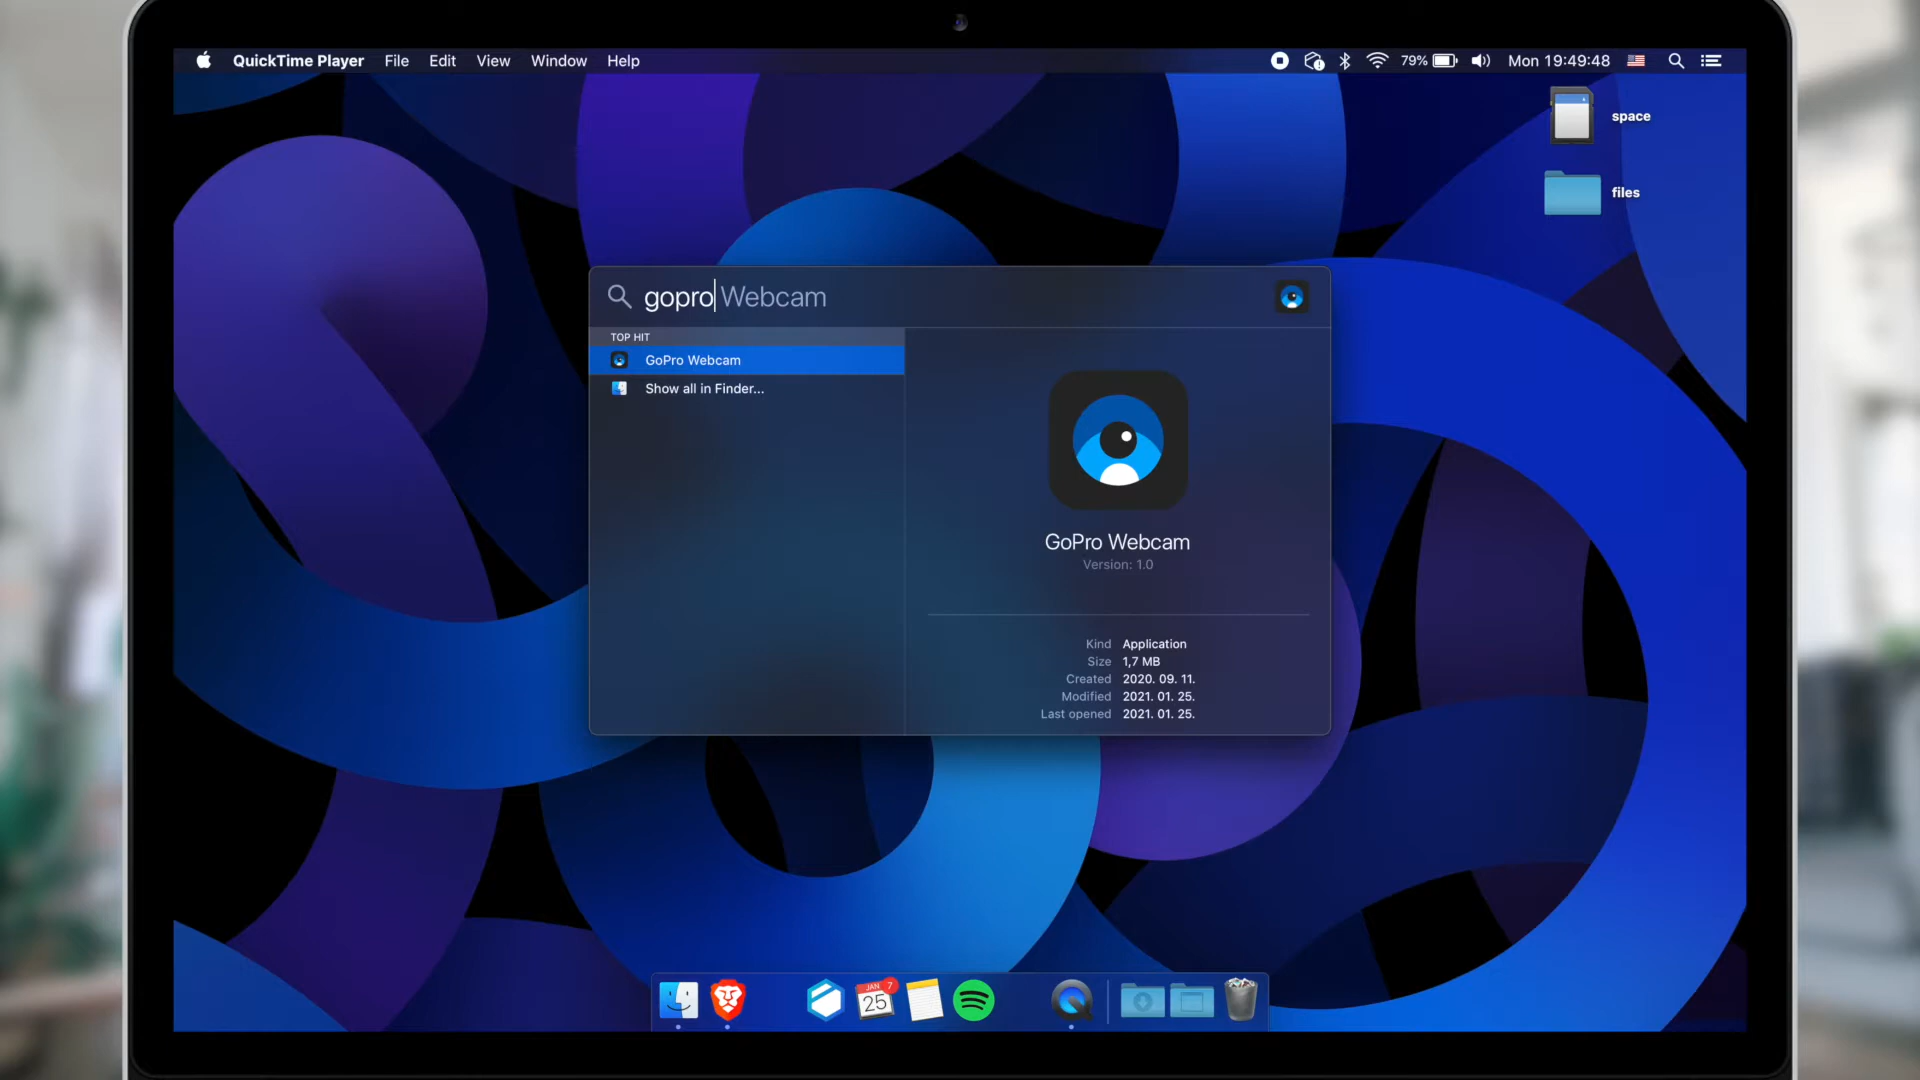 QuickTime Player File Edit View Window Help 79% Mon 19:49:48
space
files
gopro Webcam
TOP HIT
GoPro Webcam
Show all in Finder...
GoPro Webcam
Version: 1.0
Kind Application
Size 1,7 MB
Created 2020. 09. 11.
Modified 2021. 01. 25.
Last opened 2021. 01. 25.
JAN 7
25